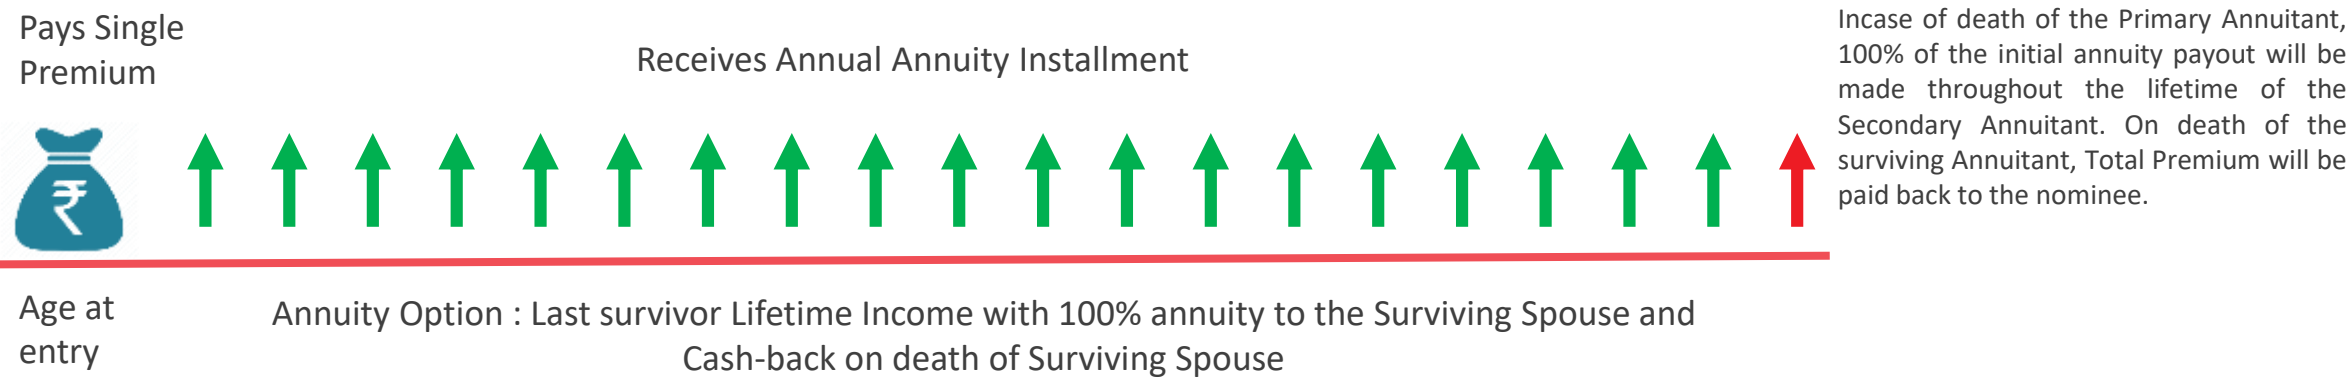 Pays Single
Premium
Receives Annual Annuity Installment
Incase of death of the Primary Annuitant,
100% of the initial annuity payout will be
made throughout the lifetime of the
Secondary Annuitant. On death of the
surviving Annuitant, Total Premium will be
paid back to the nominee.
₹
Age at
entry
Annuity Option : Last survivor Lifetime Income with 100% annuity to the Surviving Spouse and
Cash-back on death of Surviving Spouse